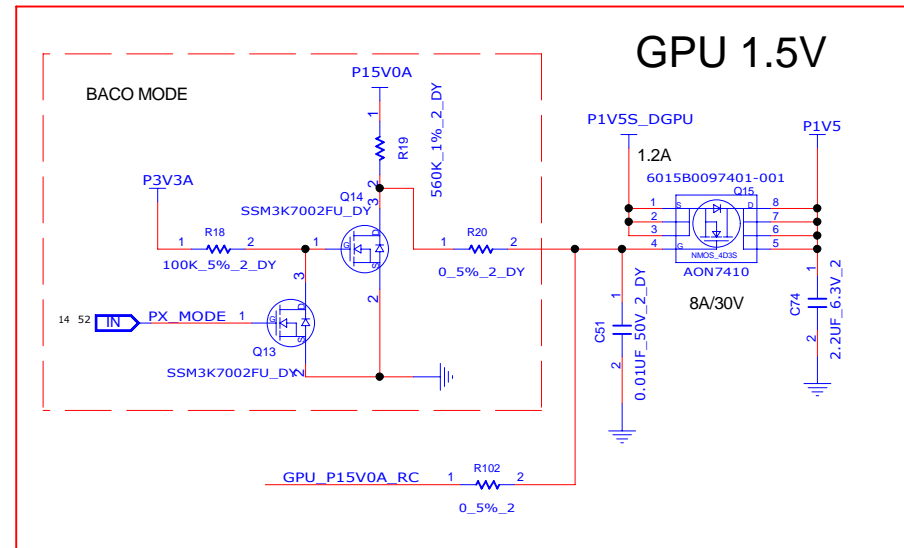 GPU 1.5V
BACO MODE
P15V0A
1
R19
2
560K_1%_2_DY
P3V3A
Q14
3
SSM3K7002FU_DY
G
D
S
1
R18
2
1
100K_5%_2_DY
2
1
R20
2
0_5%_2_DY
14 52
IN
PX_MODE
1
3
G
D
S
Q13
2
SSM3K7002FU_DY
P1V5S_DGPU
P1V5
1.2A
6015B0097401-001
Q15
1
S
D
8
2
7
3
6
4
G
5
NMOS_4D3S
AON7410
8A/30V
1
C51
2
0.01UF_50V_2_DY
1
C74
2
2.2UF_6.3V_2
GPU_P15V0A_RC
1
R102
2
0_5%_2